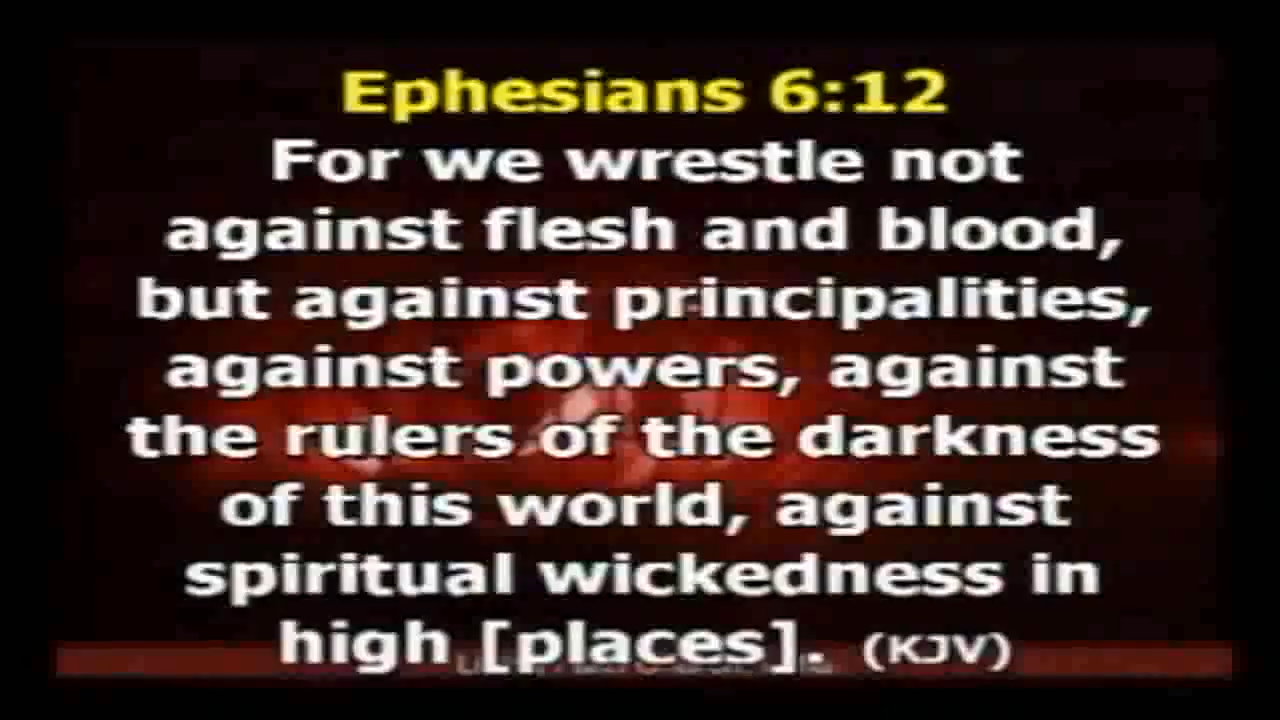 Ephesians 6:12
For we wrestle not
against flesh and blood,
but against principalities,
against powers, against
the rulers of the darkness
of this world, against
spiritual wickedness in
high [places]. (KJV)